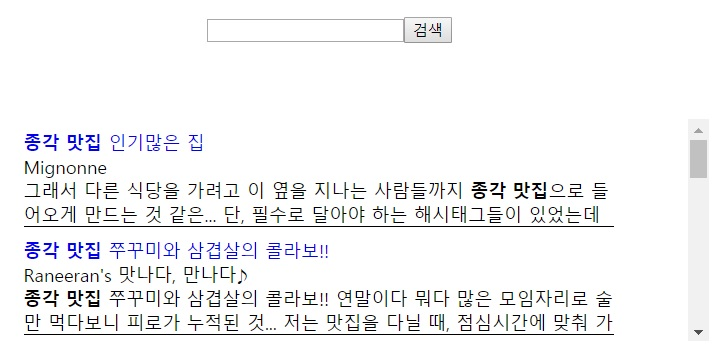 검색
종각 맛집 인기많은 집
Mignonne
그래서 다른 식당을 가려고 이 옆을 지나는 사람들까지 종각 맛집으로 들
어오게 만드는 것 같은... 단, 필수로 달아야 하는 해시태그들이 있었는데
종각 맛집 쭈꾸미와 삼겹살의 콜라보!!
Raneeran's 맛나다, 만나다♪
종각 맛집 쭈꾸미와 삼겹살의 콜라보!! 연말이다 뭐다 많은 모임자리로 술
만 먹다보니 피로가 누적된 것... 저는 맛집을 다닐 때, 점심시간에 맞춰 가